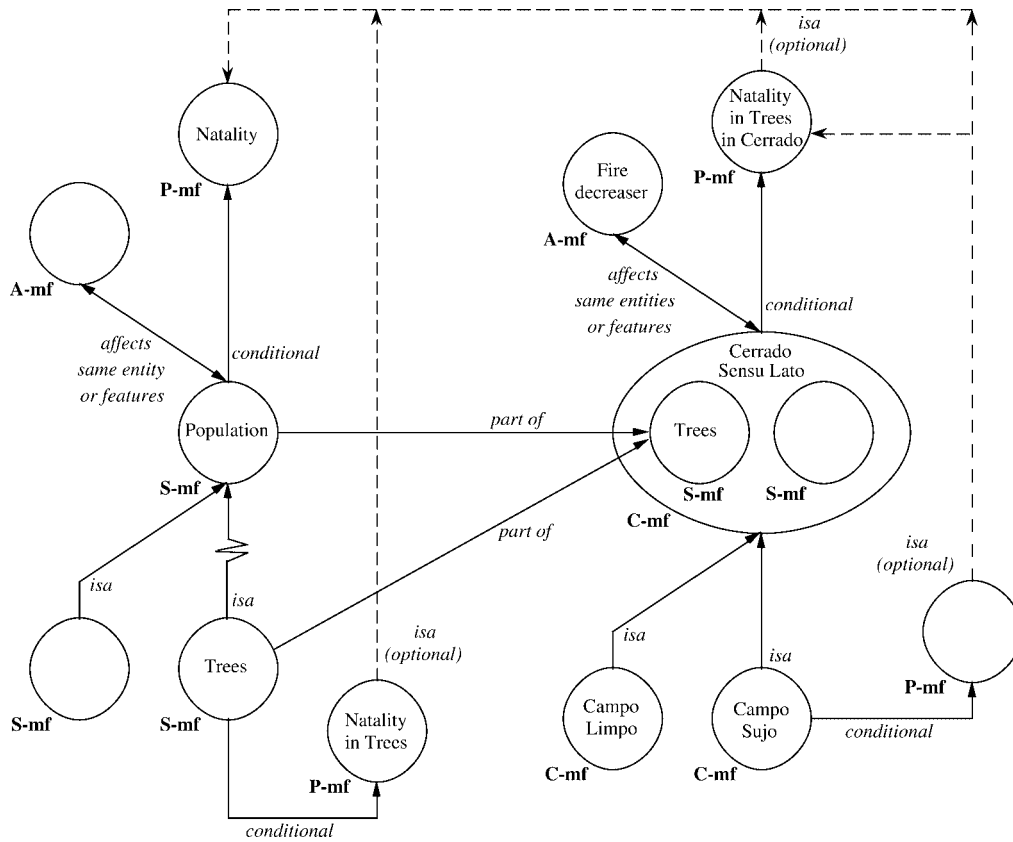 isa
(optional)
Natality
P-mf
Natality
in Trees
in Cerrado
P-mf
Fire
decreaser
A-mf
A-mf
affects
same entity
or features
conditional
affects
same entities
or features
conditional
Cerrado
Sensu Lato
Population
S-mf
part of
Trees
S-mf
S-mf
C-mf
part of
isa
isa
isa
isa
isa
(optional)
isa
(optional)
S-mf
Trees
S-mf
Natality
in Trees
P-mf
conditional
Campo
Limpo
C-mf
Campo
Sujo
C-mf
conditional
P-mf